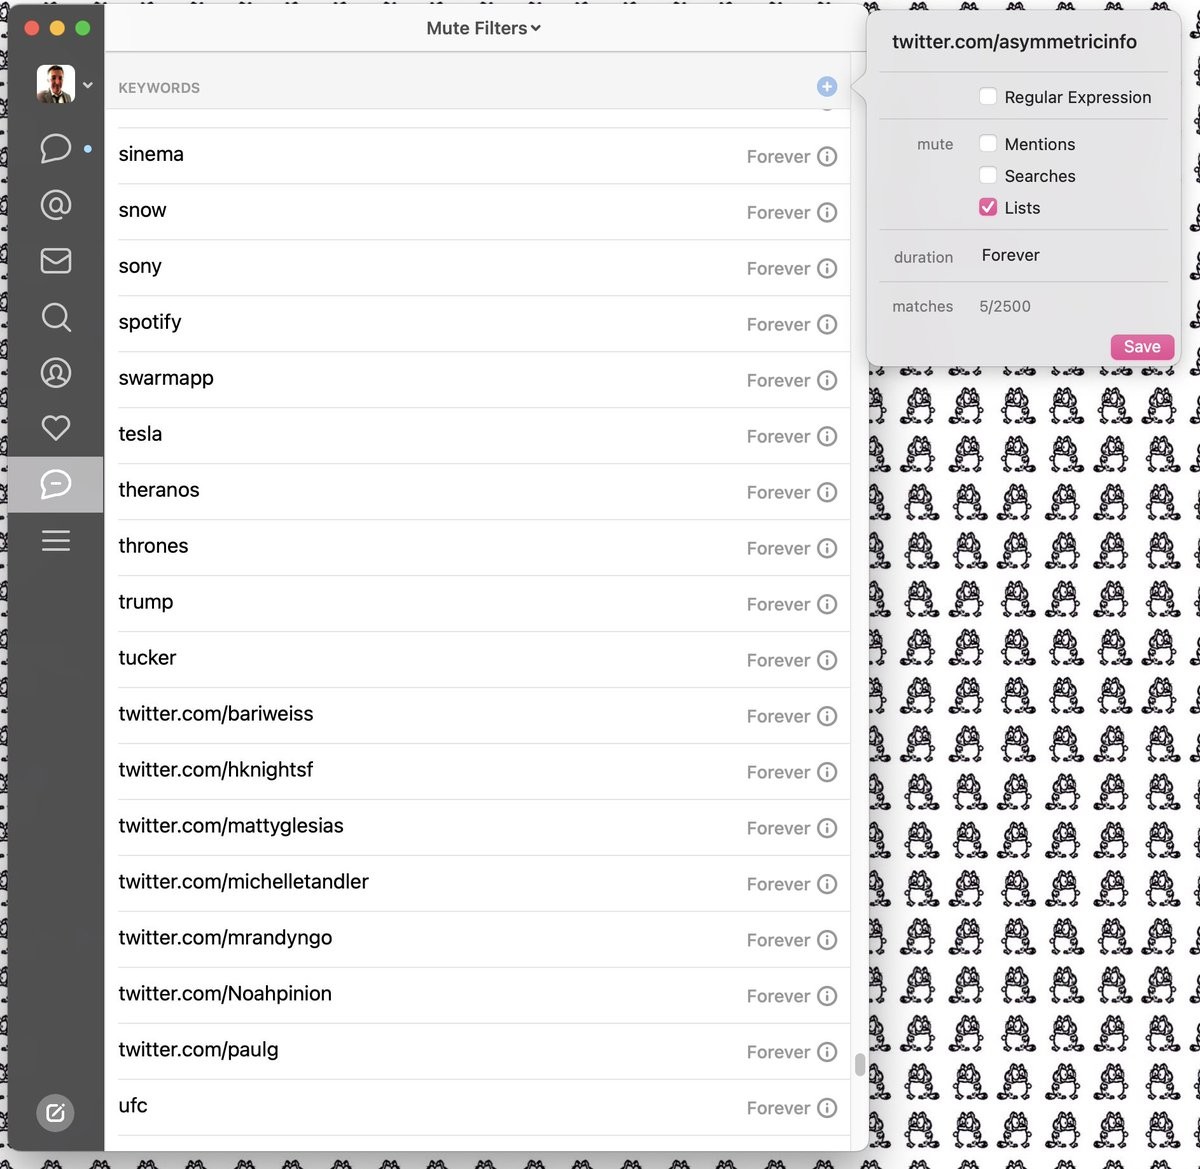 Mute Filters
KEYWORDS
sinema Forever
snow Forever
sony Forever
spotify Forever
swarmapp Forever
tesla Forever
theranos Forever
thrones Forever
trump Forever
tucker Forever
twitter.com/bariweiss Forever
twitter.com/hknightsf Forever
twitter.com/mattyglesias Forever
twitter.com/michelletandler Forever
twitter.com/mrandyngo Forever
twitter.com/Noahpinion Forever
twitter.com/paulg Forever
ufc Forever
twitter.com/asymmetricinfo
Regular Expression
mute Mentions
Searches
Lists
duration Forever
matches 5/2500
Save